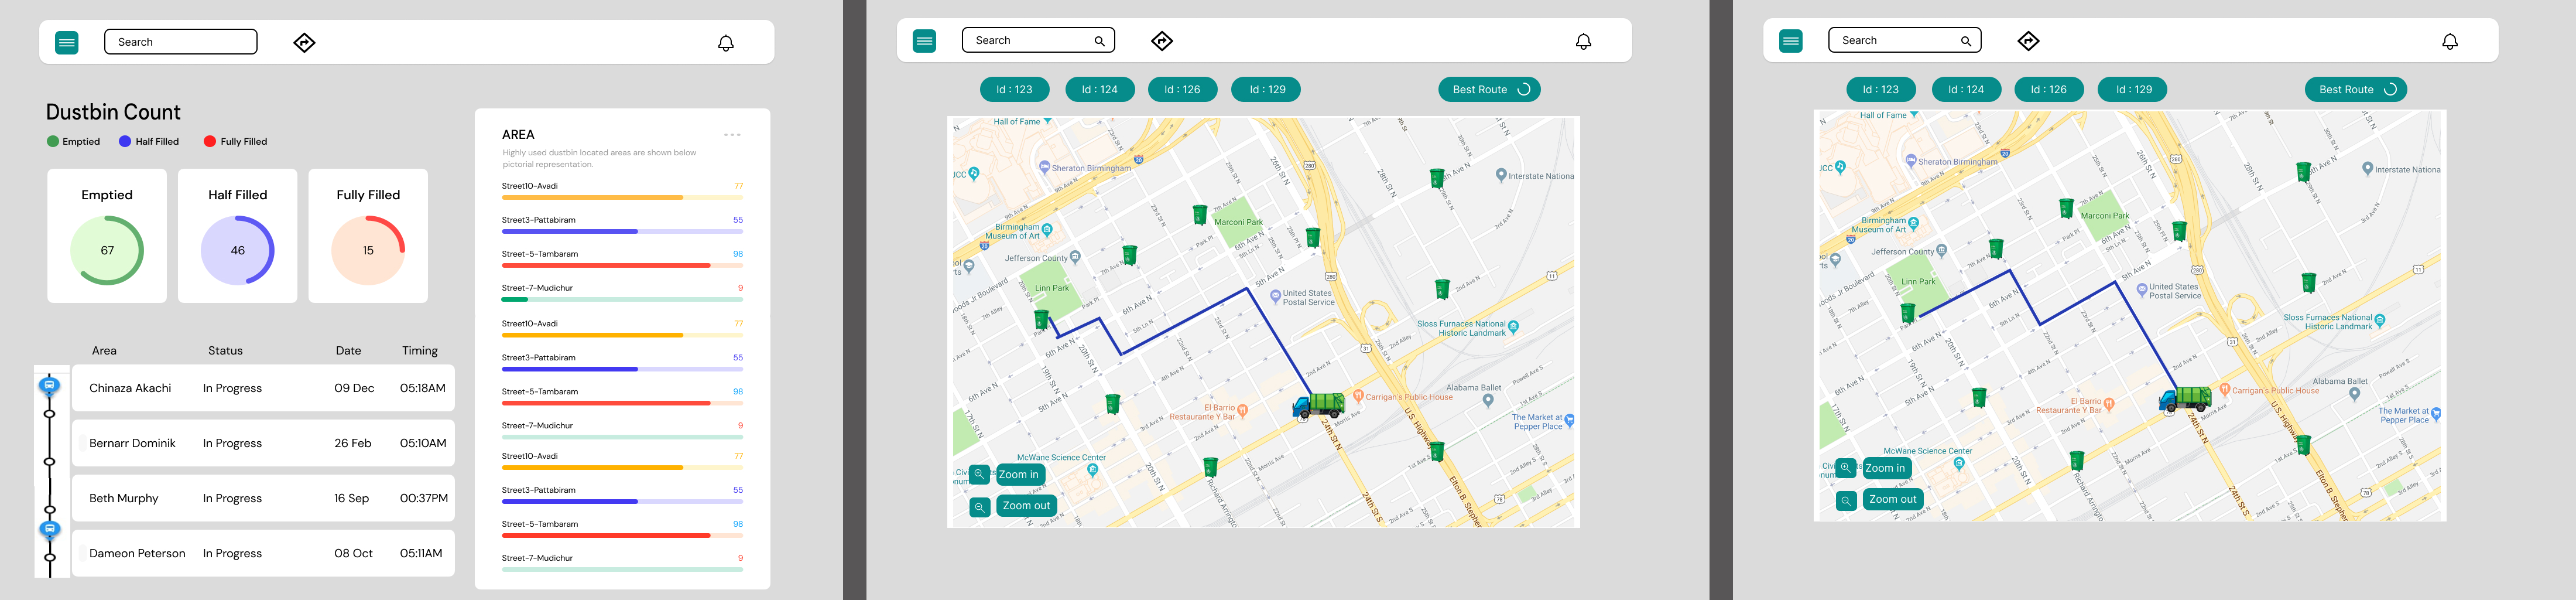 Search
Dustbin Count
Emptied
Half Filled
Fully Filled
Emptied
Half Filled
Fully Filled
67
46
15
Area Status Date Timing
Chinaza Akachi In Progress 09 Dec 05:18AM
Bernarr Dominik In Progress 26 Feb 05:10AM
Beth Murphy In Progress 16 Sep 00:37PM
Dameon Peterson In Progress 08 Oct 05:11AM
AREA
Highly used dustbin located areas are shown below
pictorial representation.
Street10-Avadi 77
Street3-Pattabiram 55
Street-5-Tambaram 98
Street-7-Mudichur 9
Street10-Avadi 77
Street3-Pattabiram 55
Street-5-Tambaram 98
Street-7-Mudichur 9
Street10-Avadi 77
Street3-Pattabiram 55
Street-5-Tambaram 98
Street-7-Mudichur 9
Search
Id : 123
Id : 124
Id : 126
Id : 129
Best Route
Hall of Fame
Sheraton Birmingham
Interstate Nationa
Birmingham
Museum of Art
Marconi Park
Jefferson County
Linn Park
United States
Postal Service
Sloss Furnaces National
Historic Landmark
Alabama Ballet
Carrigan's Public House
El Barrio
Restaurante Y Bar
The Market at
Pepper Place
McWane Science Center
Zoom in
Zoom out
Search
Id : 123
Id : 124
Id : 126
Id : 129
Best Route
Hall of Fame
Sheraton Birmingham
Interstate Nationa
Birmingham
Museum of Art
Marconi Park
Jefferson County
Linn Park
United States
Postal Service
Sloss Furnaces National
Historic Landmark
Alabama Ballet
Carrigan's Public House
El Barrio
Restaurante Y Bar
The Market at
Pepper Place
McWane Science Center
Zoom in
Zoom out